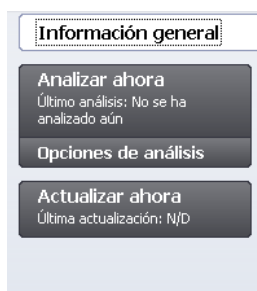 Información general
Analizar ahora
Último análisis: No se ha
analizado aún
Opciones de análisis
Actualizar ahora
Última actualización: N/D